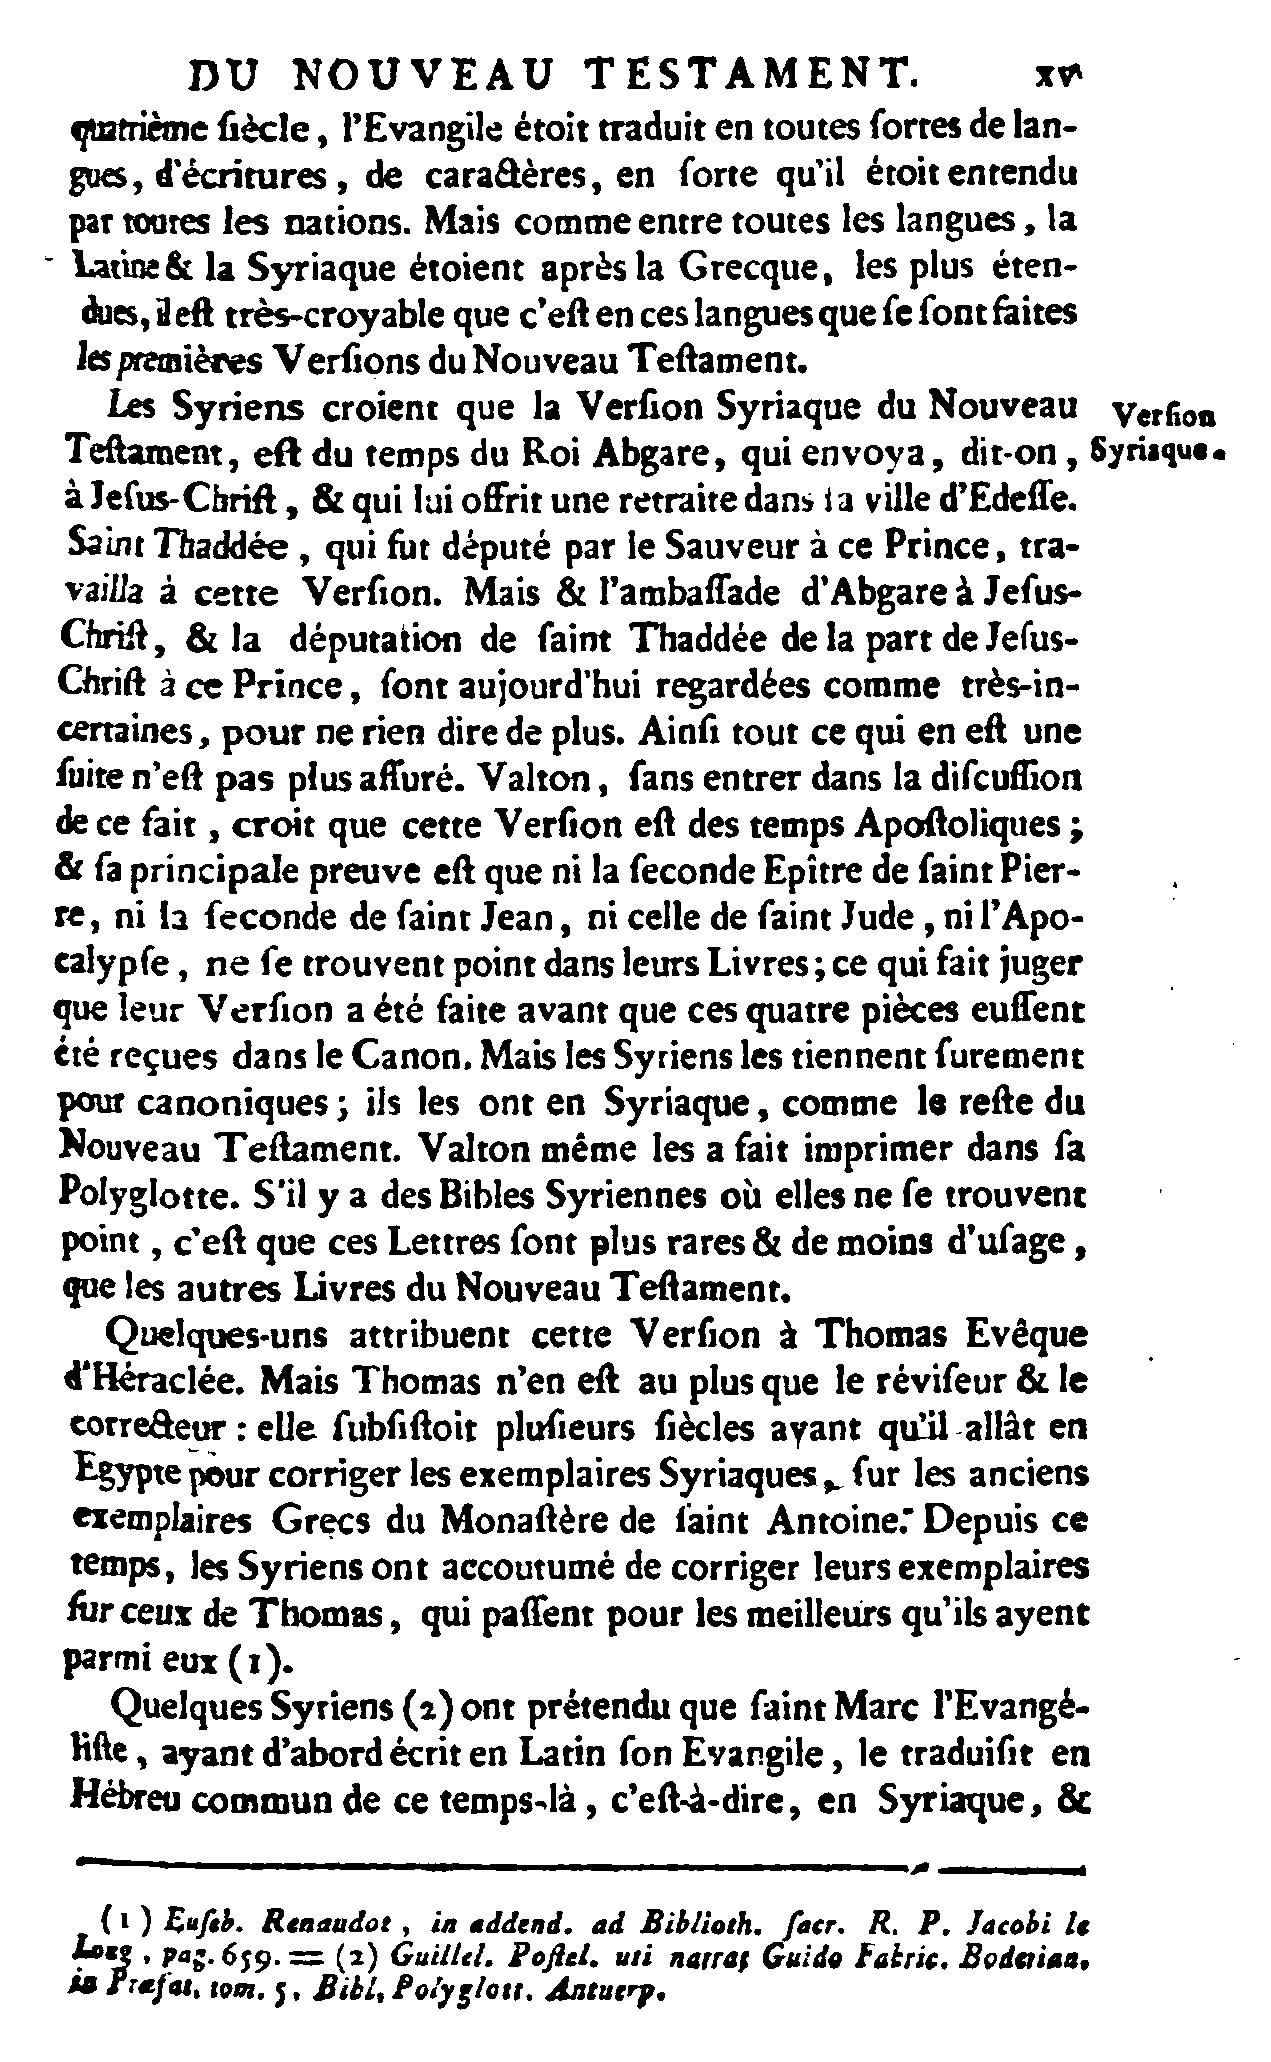 DU NOUVEAU TESTAMENT. xv
quatrième ſiècle, l'Evangile étoit traduit en toutes ſortes de lan-
gues, d'écritures, de caractères, en ſorte qu'il étoit entendu
par toutes les nations. Mais comme entre toutes les langues, la
Latine & la Syriaque étoient après la Grecque, les plus éten-
dues, il eſt très-croyable que c'eſt en ces langues que ſe ſont faites
les premières Verſions du Nouveau Teſtament.
Les Syriens croient que la Verſion Syriaque du Nouveau
Verſion
Teſtament, eſt du temps du Roi Abgare, qui envoya, dit-on,
Syriaque.
à Jeſus-Chriſt, & qui lui offrit une retraite dans la ville d'Edeſſe.
Saint Thaddée, qui fut député par le Sauveur à ce Prince, tra-
vailla à cette Verſion. Mais & l'ambaſſade d'Abgare à Jeſus-
Chriſt, & la députation de ſaint Thaddée de la part de Jeſus-
Chriſt à ce Prince, ſont aujourd'hui regardées comme très-in-
certaines, pour ne rien dire de plus. Ainſi tout ce qui en eſt une
ſuite n'eſt pas plus aſſuré. Valton, ſans entrer dans la diſcuſſion
de ce fait, croit que cette Verſion eſt des temps Apoſtoliques;
& ſa principale preuve eſt que ni la ſeconde Epître de ſaint Pier-
re, ni la ſeconde de ſaint Jean, ni celle de ſaint Jude, ni l'Apo-
calypſe, ne ſe trouvent point dans leurs Livres; ce qui fait juger
que leur Verſion a été faite avant que ces quatre pièces euſſent
été reçues dans le Canon. Mais les Syriens les tiennent ſurement
pour canoniques; ils les ont en Syriaque, comme le reſte du
Nouveau Teſtament. Valton même les a fait imprimer dans ſa
Polyglotte. S'il y a des Bibles Syriennes où elles ne ſe trouvent
point, c'eſt que ces Lettres ſont plus rares & de moins d'uſage,
que les autres Livres du Nouveau Teſtament.
Quelques-uns attribuent cette Verſion à Thomas Evêque
d'Héraclée. Mais Thomas n'en eſt au plus que le réviſeur & le
correcteur : elle ſubſiſtoit pluſieurs ſiècles avant qu'il allât en
Egypte pour corriger les exemplaires Syriaques, ſur les anciens
exemplaires Grecs du Monaſtère de ſaint Antoine. Depuis ce
temps, les Syriens ont accoutumé de corriger leurs exemplaires
ſur ceux de Thomas, qui paſſent pour les meilleurs qu'ils ayent
parmi eux (1).
Quelques Syriens (2) ont prétendu que ſaint Marc l'Evangé-
liſte, ayant d'abord écrit en Latin ſon Evangile, le traduiſit en
Hébreu commun de ce temps-là, c'eſt-à-dire, en Syriaque, &
(1) Euſeb. Renaudot, in addend. ad Biblioth. ſacr. R. P. Jacobi le
Long, pag. 659. = (2) Guillel. Poſtel. uti narrat Guido Fabric. Boderian.
in Præfat. tom. 5. Bibl. Polyglott. Antuerp.